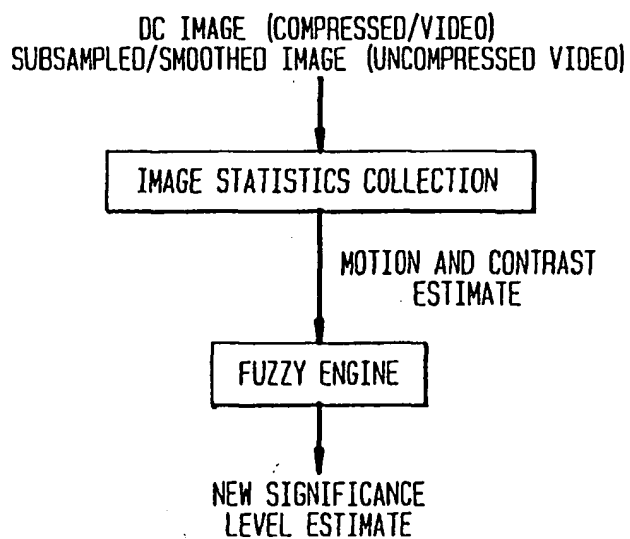 DC IMAGE (COMPRESSED/VIDEO)
SUBSAMPLED/SMOOTHED IMAGE (UNCOMPRESSED VIDEO)
IMAGE STATISTICS COLLECTION
MOTION AND CONTRAST
ESTIMATE
FUZZY ENGINE
NEW SIGNIFICANCE
LEVEL ESTIMATE